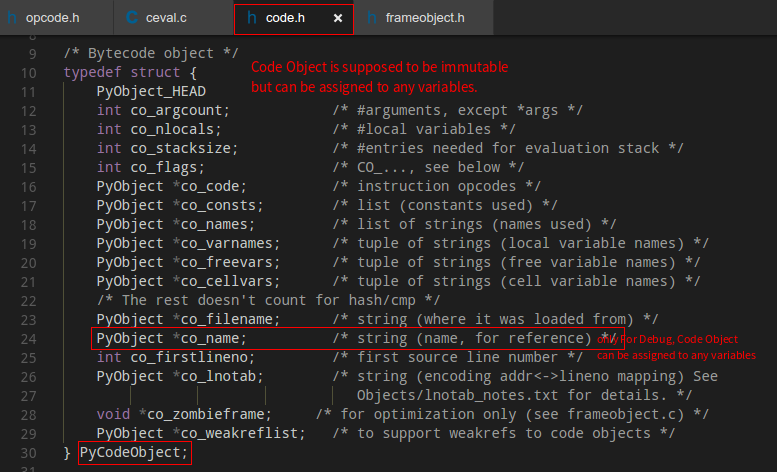 opcode.h ceval.c code.h × frameobject.h
8
9 /* Bytecode object */
10 typedef struct {
Code Object is supposed to be immutable
but can be assigned to any variables.
11 PyObject_HEAD
12 int co_argcount; /* #arguments, except *args */
13 int co_nlocals; /* #local variables */
14 int co_stacksize; /* #entries needed for evaluation stack */
15 int co_flags; /* CO_..., see below */
16 PyObject *co_code; /* instruction opcodes */
17 PyObject *co_consts; /* list (constants used) */
18 PyObject *co_names; /* list of strings (names used) */
19 PyObject *co_varnames; /* tuple of strings (local variable names) */
20 PyObject *co_freevars; /* tuple of strings (free variable names) */
21 PyObject *co_cellvars; /* tuple of strings (cell variable names) */
22 /* The rest doesn't count for hash/cmp */
23 PyObject *co_filename; /* string (where it was loaded from) */
24 PyObject *co_name; /* string (name, for reference) */
only For Debug, Code Object
can be assigned to any variables
25 int co_firstlineno; /* first source line number */
26 PyObject *co_lnotab; /* string (encoding addr<->lineno mapping) See
27 Objects/lnotab_notes.txt for details. */
28 void *co_zombieframe; /* for optimization only (see frameobject.c) */
29 PyObject *co_weakreflist; /* to support weakrefs to code objects */
30 } PyCodeObject;
31